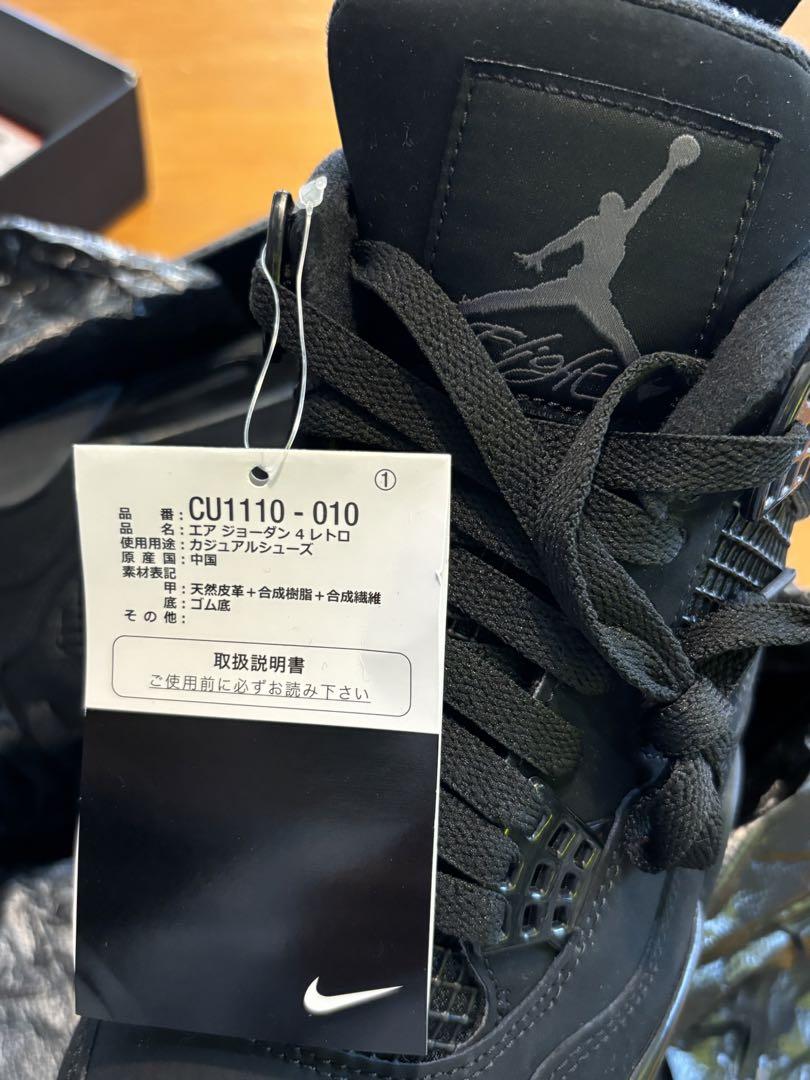 Flight
①
品 番：CU1110 - 010
品 名：エア ジョーダン 4 レトロ
使用用途：カジュアルシューズ
原 産 国：中国
素材表記
甲：天然皮革＋合成樹脂＋合成繊維
底：ゴム底
そ の 他：
取扱説明書
ご使用前に必ずお読み下さい